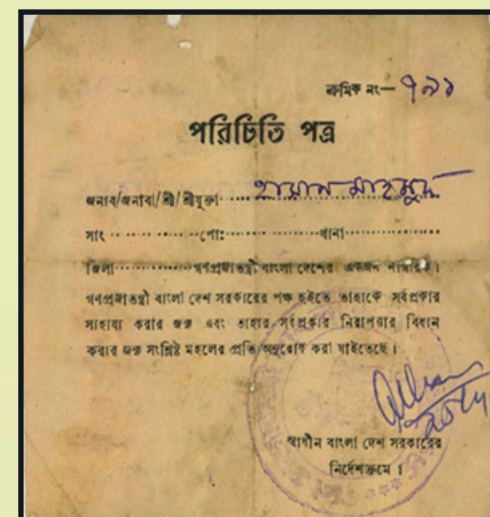 ক্রমিক নং— ৭৯১
পরিচিতি পত্র
জনাব/জনাবা/শ্রী/শ্রীযুক্তা········হাসান মাহমুদ········
সাং ················পোঃ················থানা················
জিলা············গণপ্রজাতন্ত্রী বাংলা দেশের একজন নাগরিক।
গণপ্রজাতন্ত্রী বাংলা দেশ সরকারের পক্ষ হইতে তাহাকে সর্বপ্রকার
সাহায্য করার জন্য এবং তাহার সর্বপ্রকার নিরাপত্তার বিধান
করার জন্য সংশ্লিষ্ট মহলের প্রতি অনুরোধ করা যাইতেছে।
স্বাধীন বাংলা দেশ সরকারের
নির্দেশক্রমে।